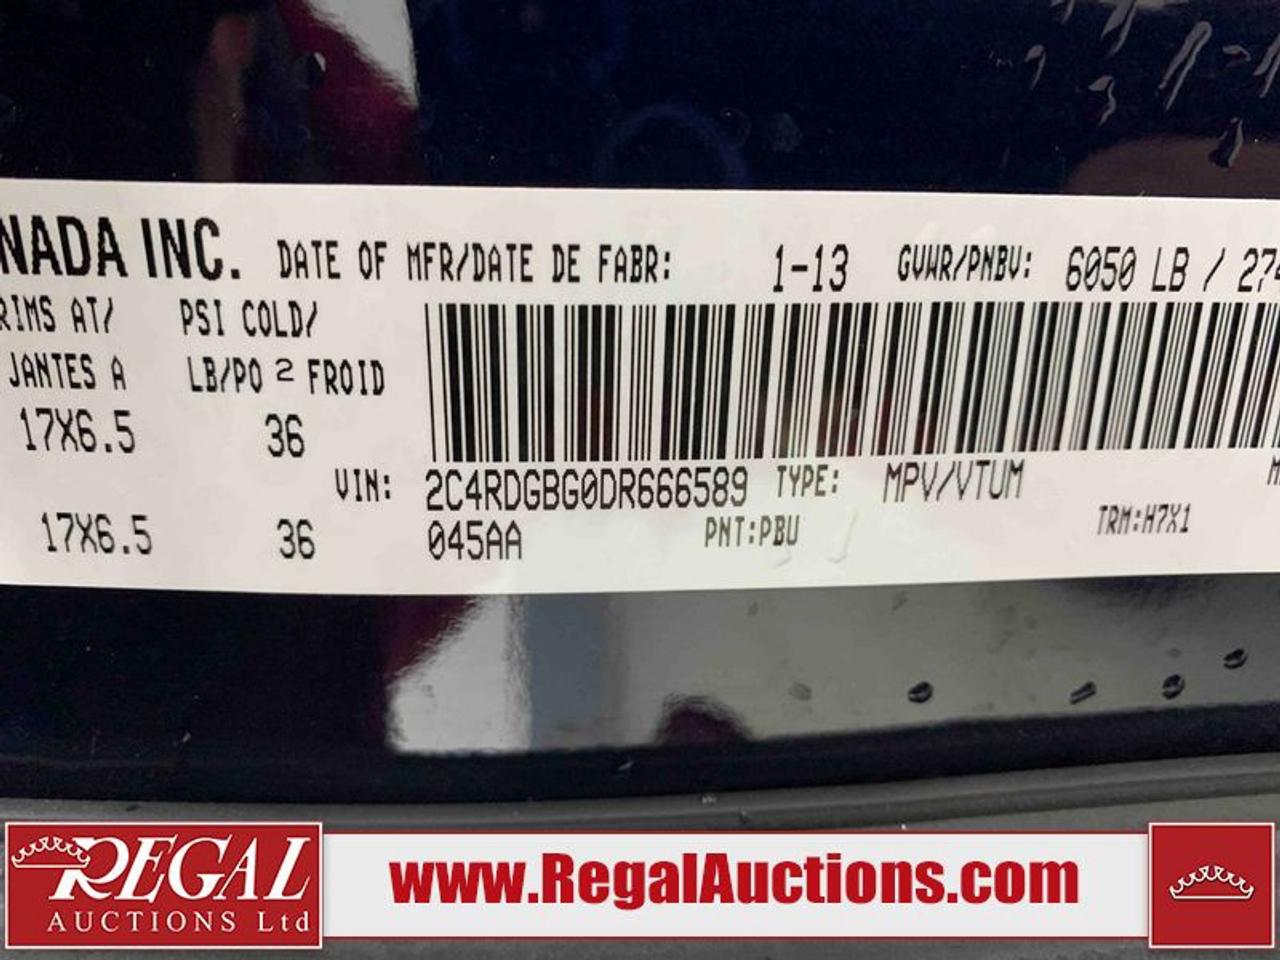 NADA INC. DATE OF MFR/DATE DE FABR: 1-13 GVWR/PNBV: 6050 LB / 274
RIMS AT/ PSI COLD/
JANTES A LB/PO 2 FROID
17X6.5 36
VIN: 2C4RDGBG0DR666589 TYPE: MPV/VTUM
17X6.5 36 045AA PNT:PBU TRM:H7X1
REGAL
AUCTIONS Ltd
www.RegalAuctions.com